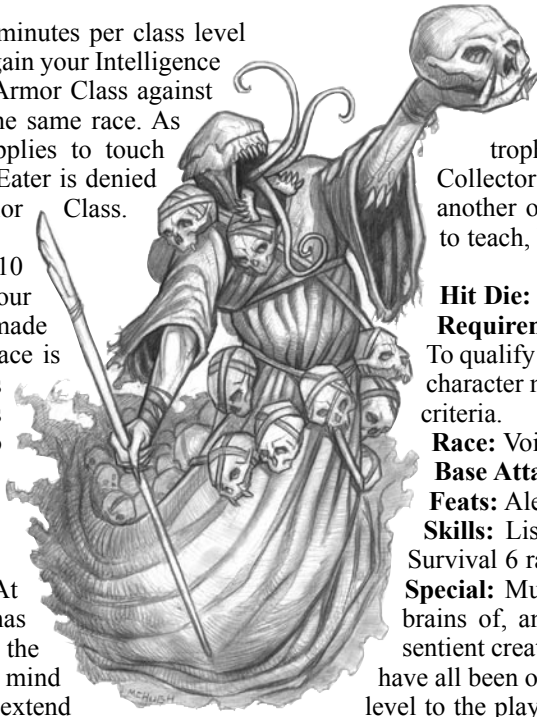 minutes per class level
gain your Intelligence
Armor Class against
ne same race. As
pplies to touch
Eater is denied
or Class.
10
our
made
ace is
s
s
o
At
has
the
mind
extend
troph
Collector
another o
to teach,
Hit Die:
Requiren
To qualify
character n
criteria.
Race: Voi
Base Atta
Feats: Ale
Skills: Lis
Survival 6 ra
Special: Mu
brains of, an
sentient creat
have all been o
level to the play
McHUGH